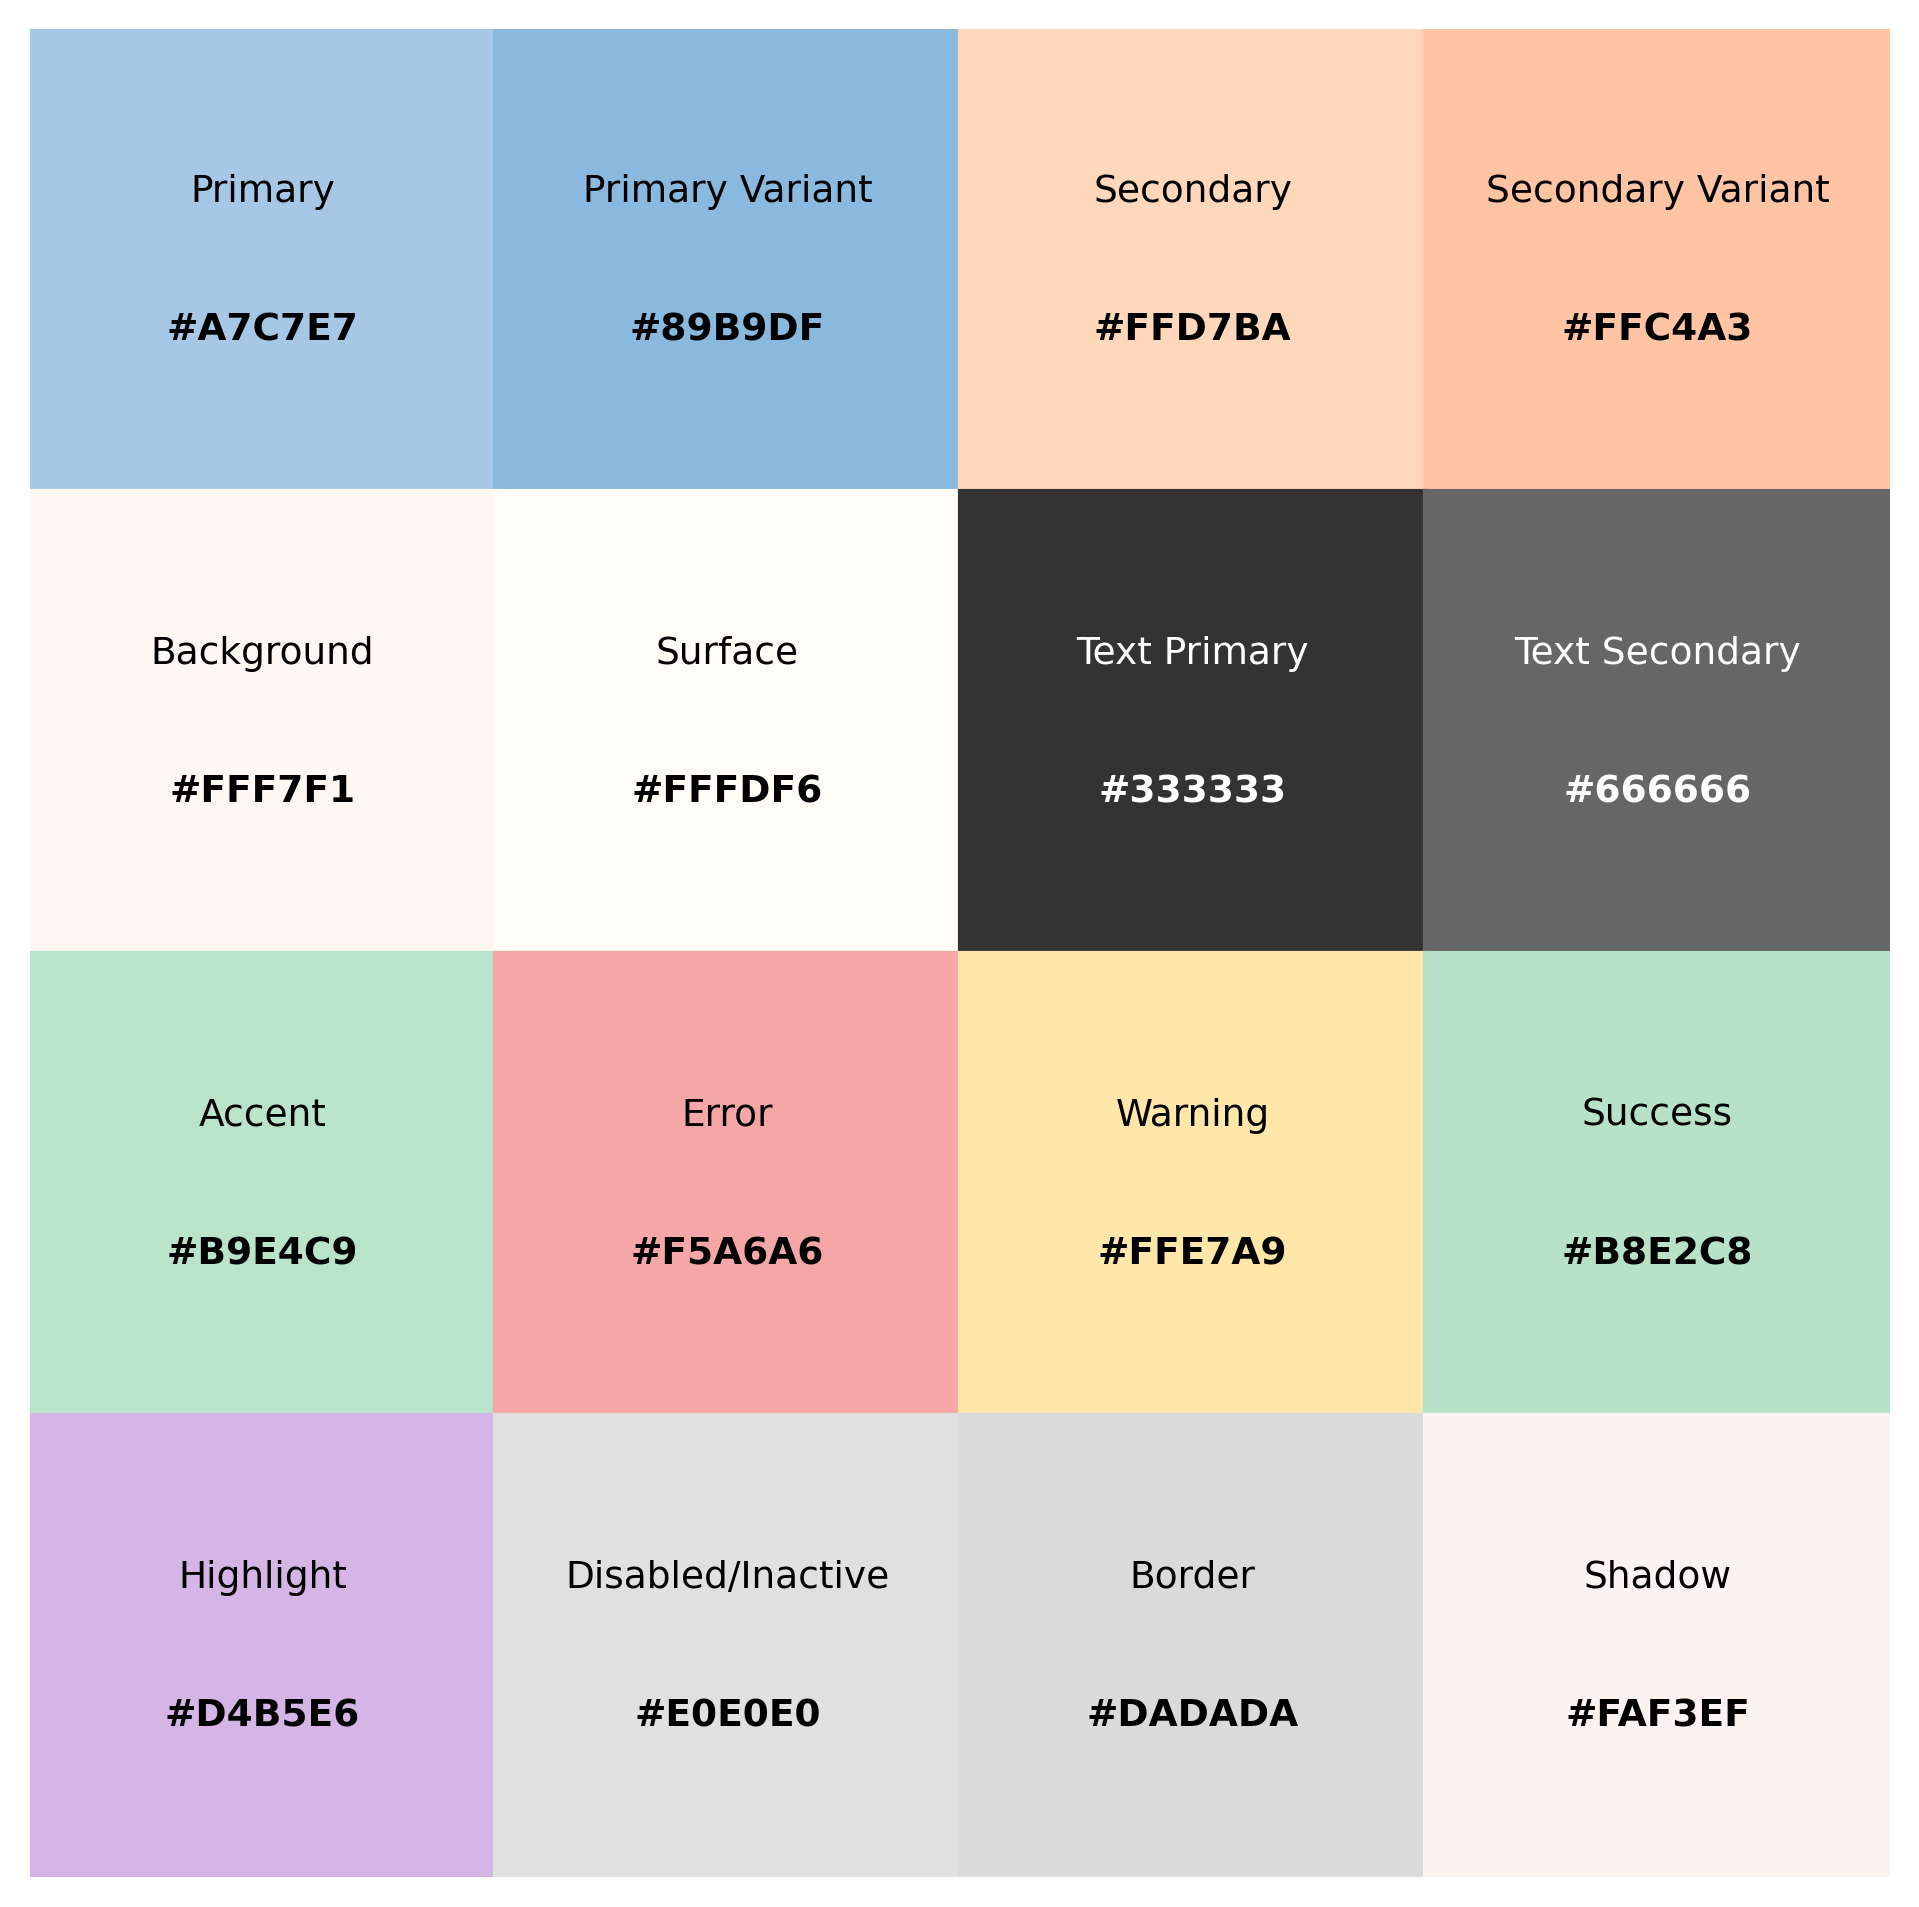 Primary
#A7C7E7
Primary Variant
#89B9DF
Secondary
#FFD7BA
Secondary Variant
#FFC4A3
Background
#FFF7F1
Surface
#FFFDF6
Text Primary
#333333
Text Secondary
#666666
Accent
#B9E4C9
Error
#F5A6A6
Warning
#FFE7A9
Success
#B8E2C8
Highlight
#D4B5E6
Disabled/Inactive
#E0E0E0
Border
#DADADA
Shadow
#FAF3EF